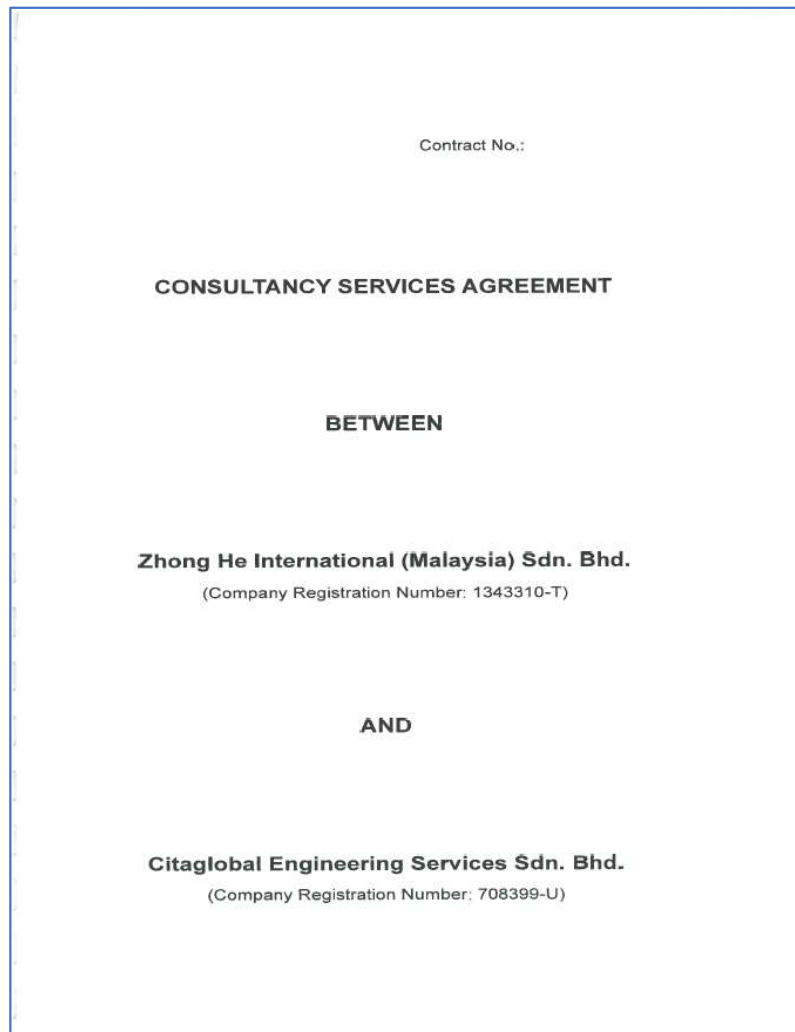 Contract No.:
CONSULTANCY SERVICES AGREEMENT
BETWEEN
Zhong He International (Malaysia) Sdn. Bhd.
(Company Registration Number: 1343310-T)
AND
Citaglobal Engineering Services Sdn. Bhd.
(Company Registration Number: 708399-U)